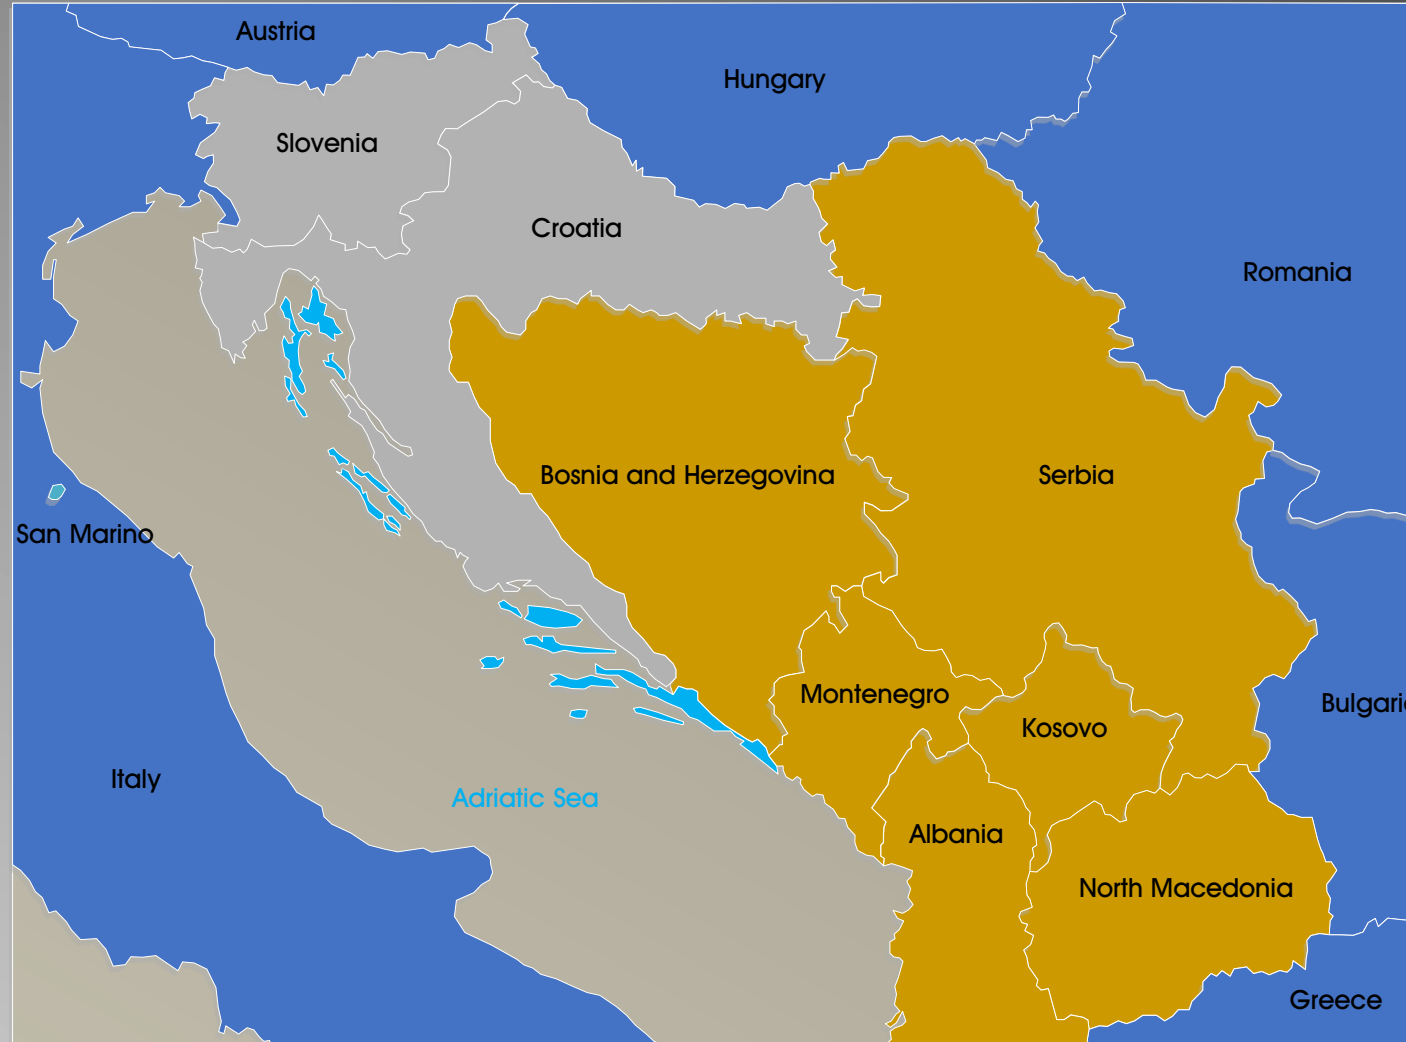 Austria
Hungary
Slovenia
Croatia
Romania
Bosnia and Herzegovina
Serbia
San Marino
Montenegro
Bulgari
Kosovo
Italy
Adriatic Sea
Albania
North Macedonia
Greece